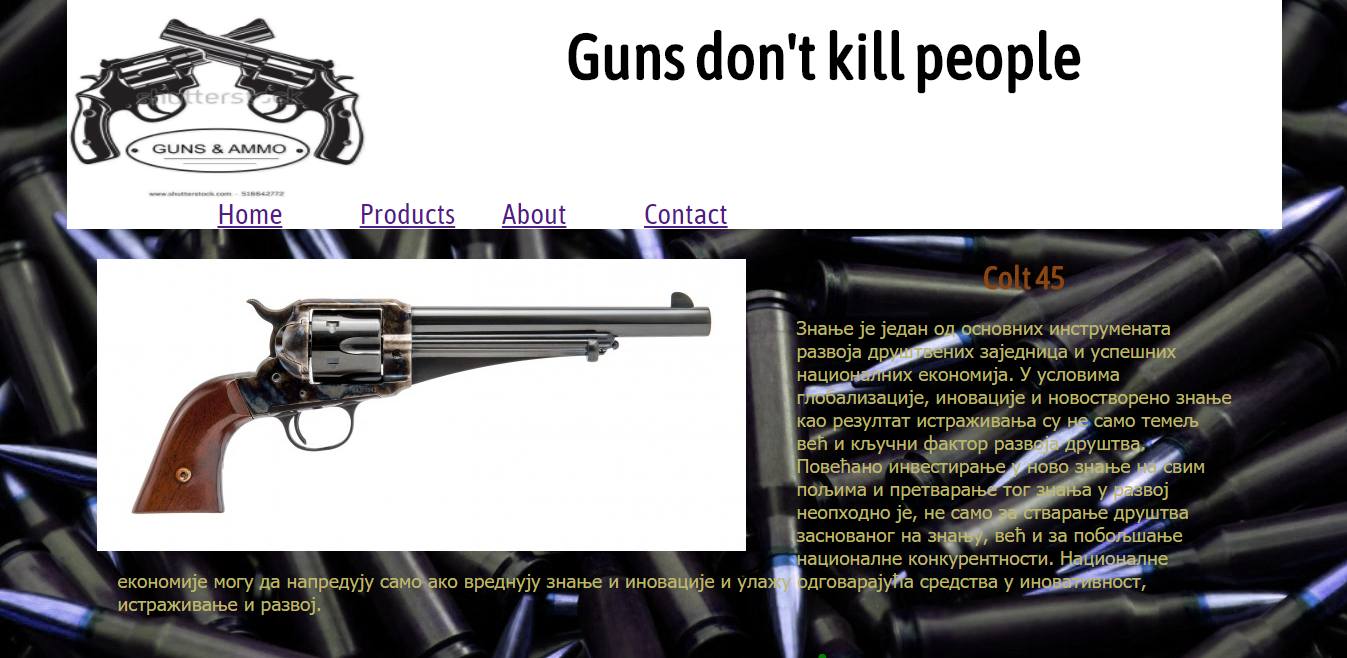 Guns don't kill people
shutterstock
GUNS & AMMO
www.shutterstock.com · 518642772
Home Products About Contact
Colt 45
Знање је један од основних инструмената
развоја друштвених заједница и успешних
националних економија. У условима
глобализације, иновације и новостворено знање
као резултат истраживања су не само темељ
већ и кључни фактор развоја друштва.
Повећано инвестирање у ново знање на свим
пољима и претварање тог знања у развој
неопходно је, не само за стварање друштва
заснованог на знању, већ и за побољшање
националне конкурентности. Националне
економије могу да напредују само ако вреднују знање и иновације и улажу одговарајућа средства у иновативност,
истраживање и развој.